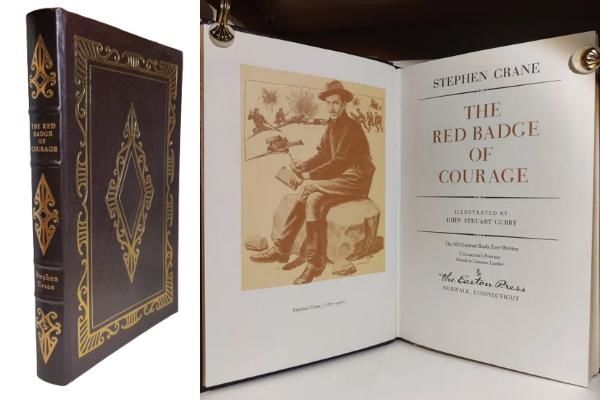 THE RED
BADGE
OF
COURAGE
Stephen
Crane
Stephen Crane [1871-1900]
STEPHEN CRANE
THE
RED BADGE
OF
COURAGE
ILLUSTRATED BY
JOHN STEUART CURRY
The 100 Greatest Books Ever Written
COLLECTOR'S EDITION
Bound in Genuine Leather
The Easton Press
NORWALK, CONNECTICUT